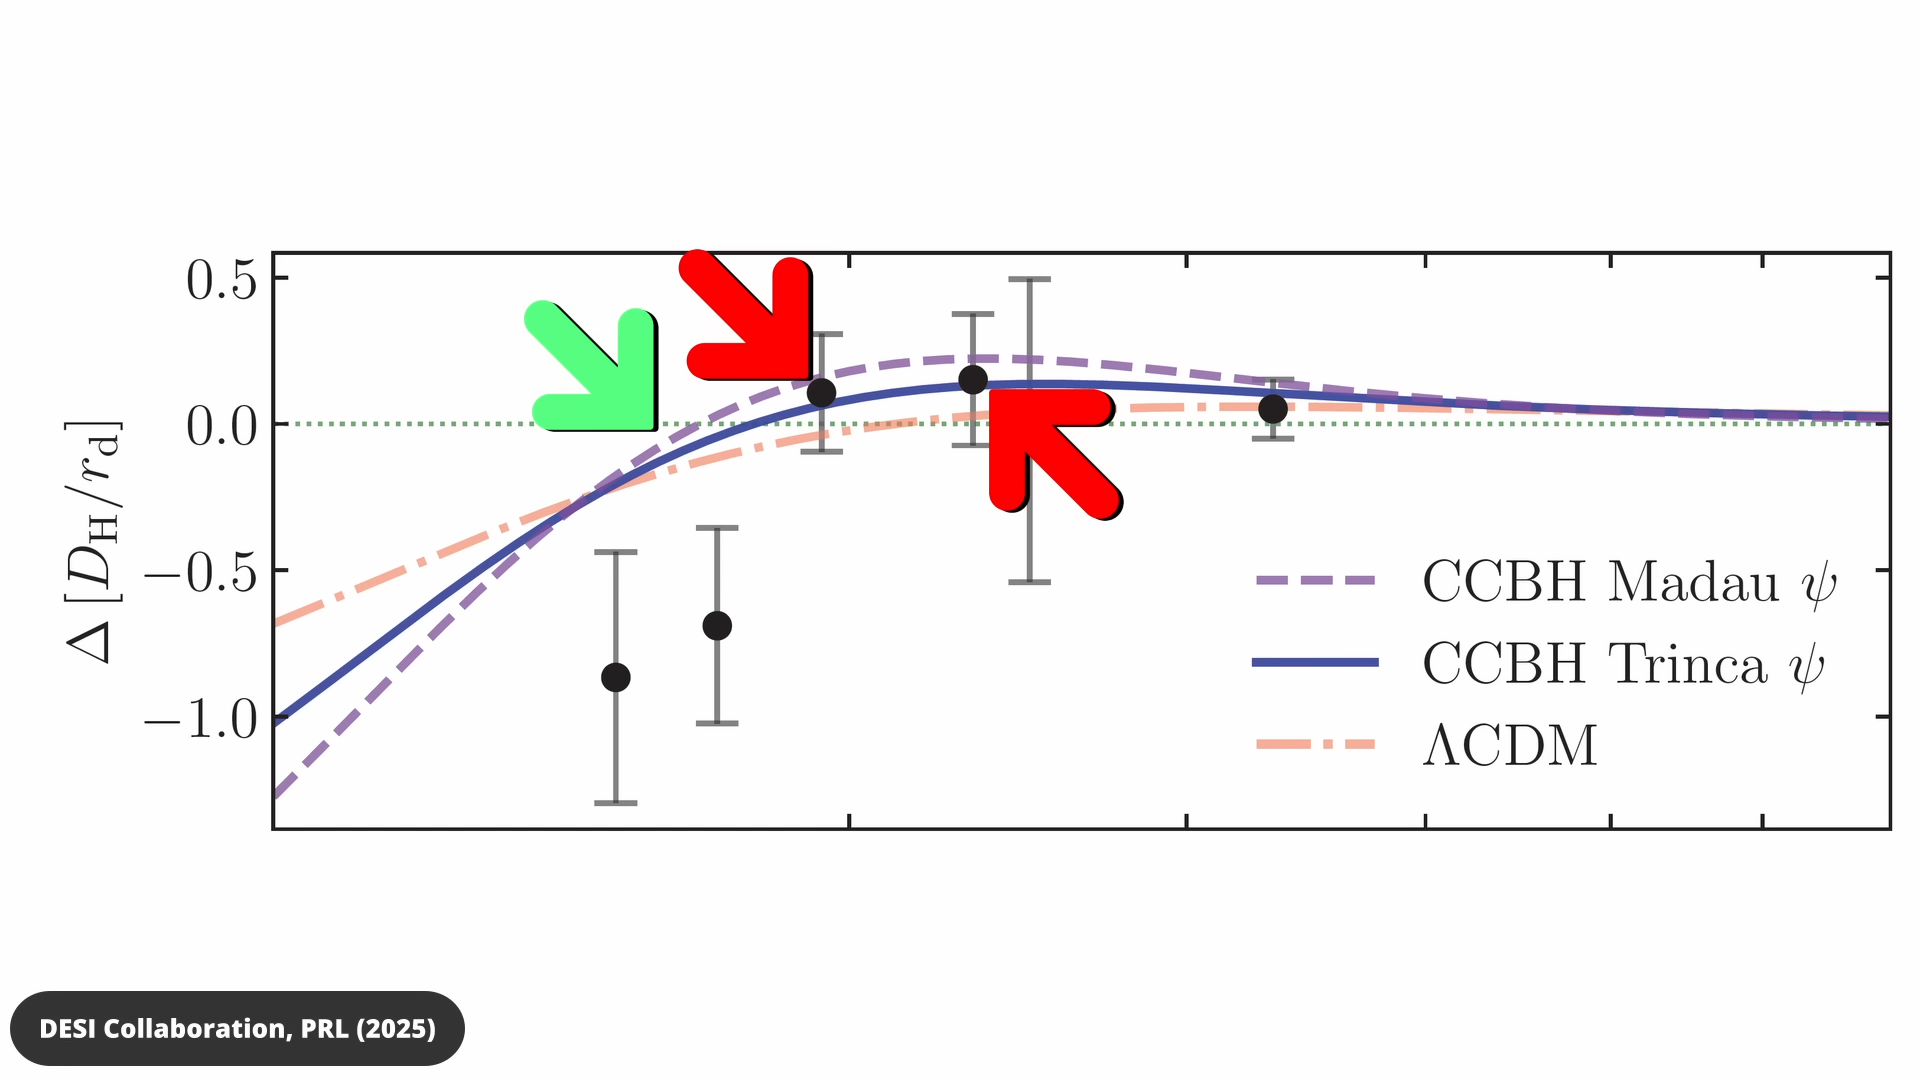 0.5
0.0
−0.5
−1.0
Δ [D_H/r_d]
CCBH Madau ψ
CCBH Trinca ψ
ΛCDM
DESI Collaboration, PRL (2025)